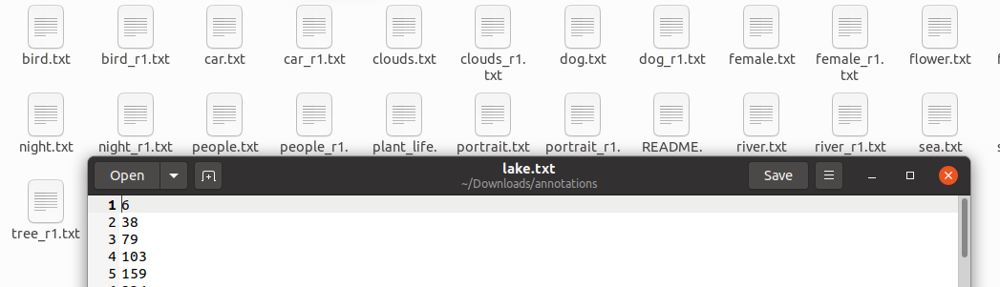 bird.txt
bird_r1.txt
car.txt
car_r1.txt
clouds.txt
clouds_r1.
txt
dog.txt
dog_r1.txt
female.txt
female_r1.
txt
flower.txt
night.txt
night_r1.txt
people.txt
people_r1.
plant_life.
portrait.txt
portrait_r1.
README.
river.txt
river_r1.txt
sea.txt
tree_r1.txt
Open
lake.txt
~/Downloads/annotations
Save
1 6
2 38
3 79
4 103
5 159